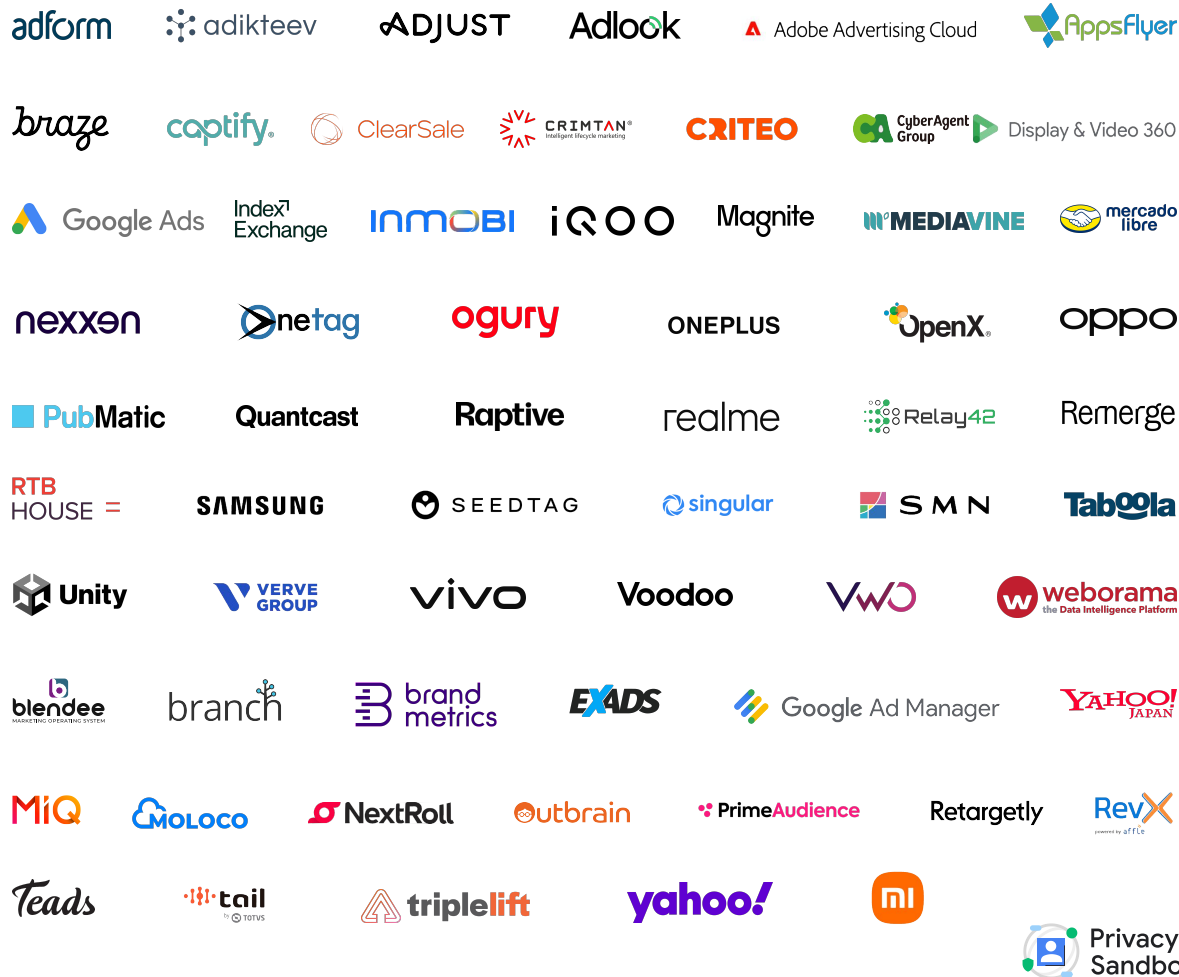 adform
adikteev
ADJUST
Adlook
Adobe Advertising Cloud
AppsFlyer
braze
captify®
ClearSale
CRIMTAN®
Intelligent lifecycle marketing
CRITEO
CA CyberAgent
Group
Display & Video 360
Google Ads
Index
Exchange
INMOBI
iQOO
Magnite
MEDIAVINE
mercado
libre
nexxen
Onetag
ogury
ONEPLUS
OpenX®
oppo
PubMatic
Quantcast
Raptive
realme
Relay42
Remerge
RTB
HOUSE
SAMSUNG
SEEDTAG
singular
SMN
Taboola
Unity
VERVE
GROUP
vivo
Voodoo
VWO
w weborama
the Data Intelligence Platform
b
blendee
MARKETING OPERATING SYSTEM
branch
brand
metrics
EXADS
Google Ad Manager
YAHOO!
JAPAN
MiQ
MOLOCO
NextRoll
Outbrain
PrimeAudience
Retargetly
RevX
powered by affle
Teads
tail
by TOTVS
triplelift
yahoo!
mi
Privacy
Sandbo